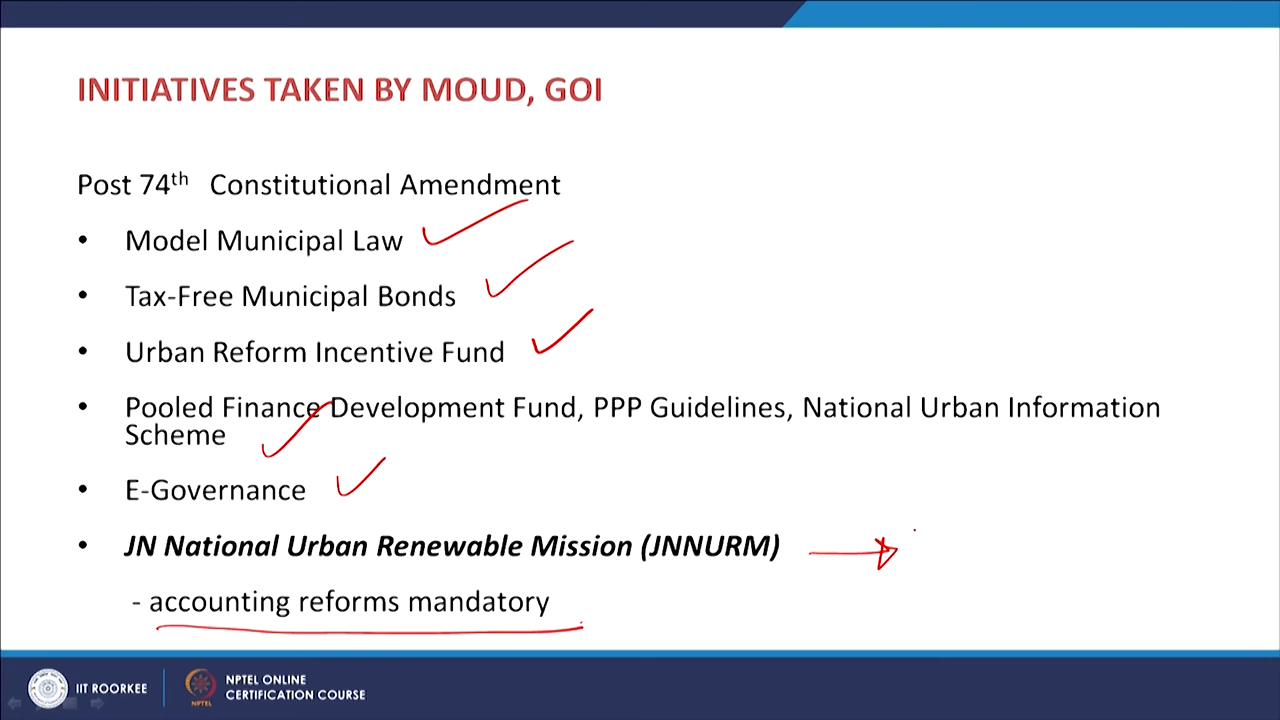 INITIATIVES TAKEN BY MOUD, GOI
Post 74th Constitutional Amendment
• Model Municipal Law
• Tax-Free Municipal Bonds
• Urban Reform Incentive Fund
• Pooled Finance Development Fund, PPP Guidelines, National Urban Information
Scheme
• E-Governance
• JN National Urban Renewable Mission (JNNURM)
- accounting reforms mandatory
IIT ROORKEE
NPTEL
NPTEL ONLINE
CERTIFICATION COURSE